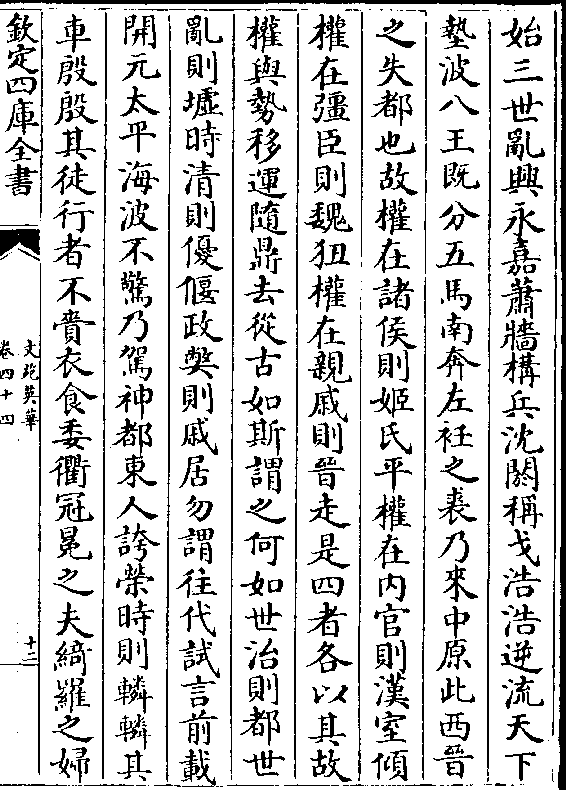 始三世亂興永嘉蕭牆構兵沈閼稱戈浩浩逆流天下
墊波八王既分五馬南奔左衽之裘乃來中原此西晉
之失都也故權在諸侯則姬氏平權在內官則漢室傾
權在彊臣則魏狃權在親戚則晉走是四者各以其故
權與勢移運隨鼎去從古如斯謂之何如世治則都世
亂則墟時清則優偃政弊則戚居勿謂往代試言前載
開元太平海波不驚乃駕神都東人誇榮時則轔轔其
車殷殷其徒行者不賷衣食委衢冠冕之夫綺羅之婦
欽定四庫全書
文苑英華
卷四十四
十三